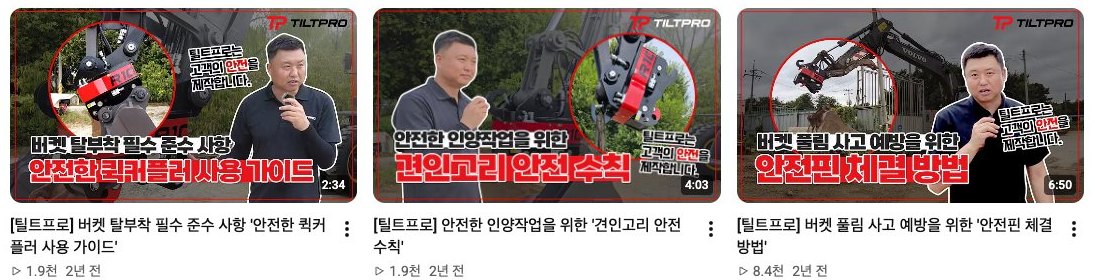 TP TILTPRO
틸트프로는
고객의 안전을
제작합니다.
버켓 탈부착 필수 준수 사항
안전한 퀵커플러 사용 가이드
2:34
[틸트프로] 버켓 탈부착 필수 준수 사항 '안전한 퀵커
플러 사용 가이드'
1.9천 2년 전
TP TILTPRO
안전한 인양작업을 위한
견인고리 안전 수칙
틸트프로는
고객의 안전을
제작합니다.
4:03
[틸트프로] 안전한 인양작업을 위한 '견인고리 안전
수칙'
1.9천 2년 전
TP TILTPRO
VOLVO
틸트프로는
고객의 안전을
제작합니다.
버켓 풀림 사고 예방을 위한
안전핀 체결 방법
6:50
[틸트프로] 버켓 풀림 사고 예방을 위한 '안전핀 체결
방법'
8.4천 2년 전